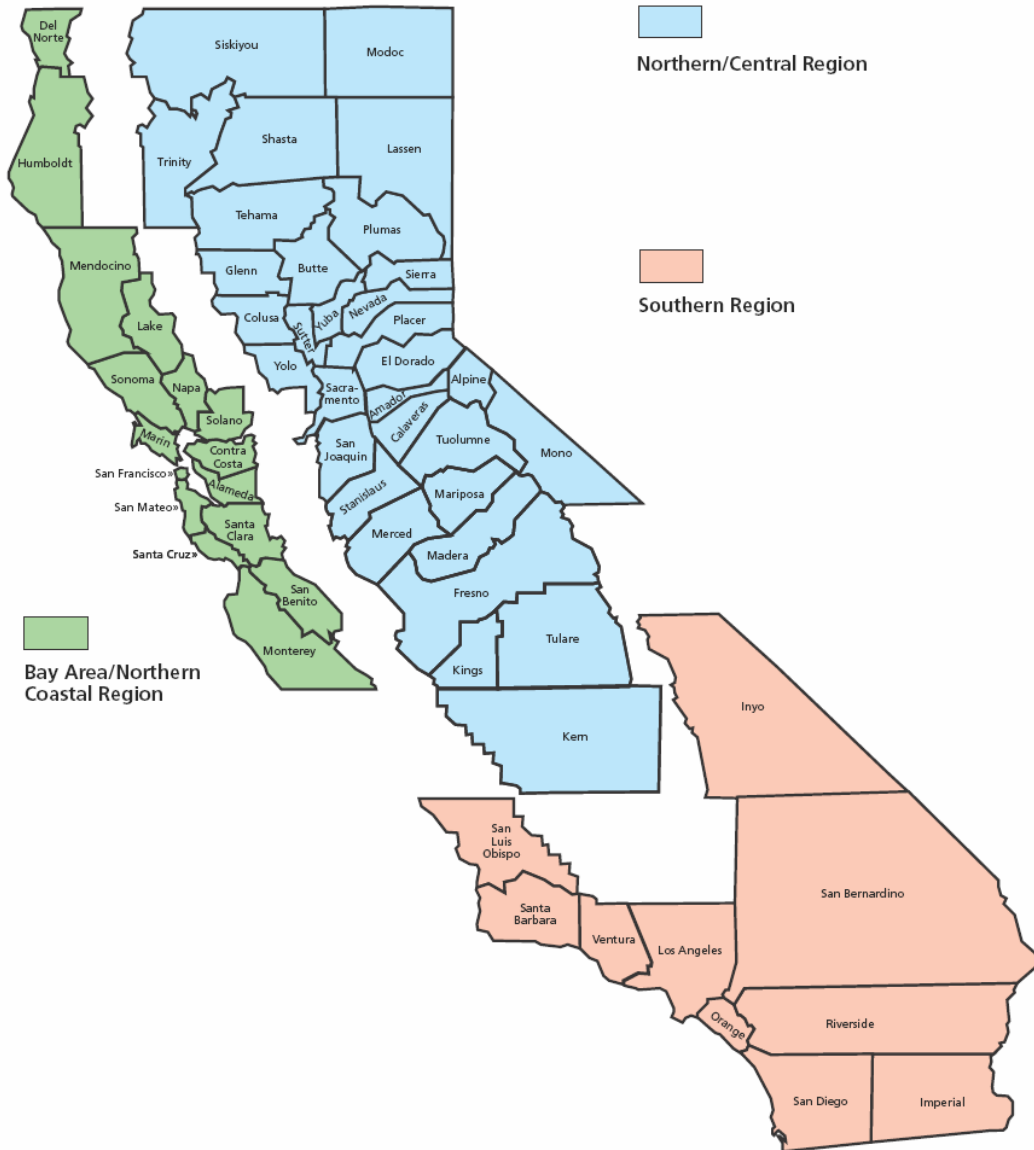 Del
Norte
Siskiyou
Modoc
Northern/Central Region
Humboldt
Trinity
Shasta
Lassen
Tehama
Plumas
Mendocino
Glenn
Butte
Sierra
Southern Region
Colusa
Sutter
Yuba
Nevada
Placer
Lake
Yolo
El Dorado
Sonoma
Napa
Sacra-
mento
Amador
Alpine
Solano
Calaveras
Marin
Contra
Costa
San
Joaquin
Tuolumne
Mono
San Francisco»
Alameda
Stanislaus
Mariposa
San Mateo»
Santa
Clara
Merced
Santa Cruz»
Madera
San
Benito
Fresno
Monterey
Tulare
Kings
Bay Area/Northern
Coastal Region
Inyo
Kern
San
Luis
Obispo
San Bernardino
Santa
Barbara
Ventura
Los Angeles
Orange
Riverside
San Diego
Imperial